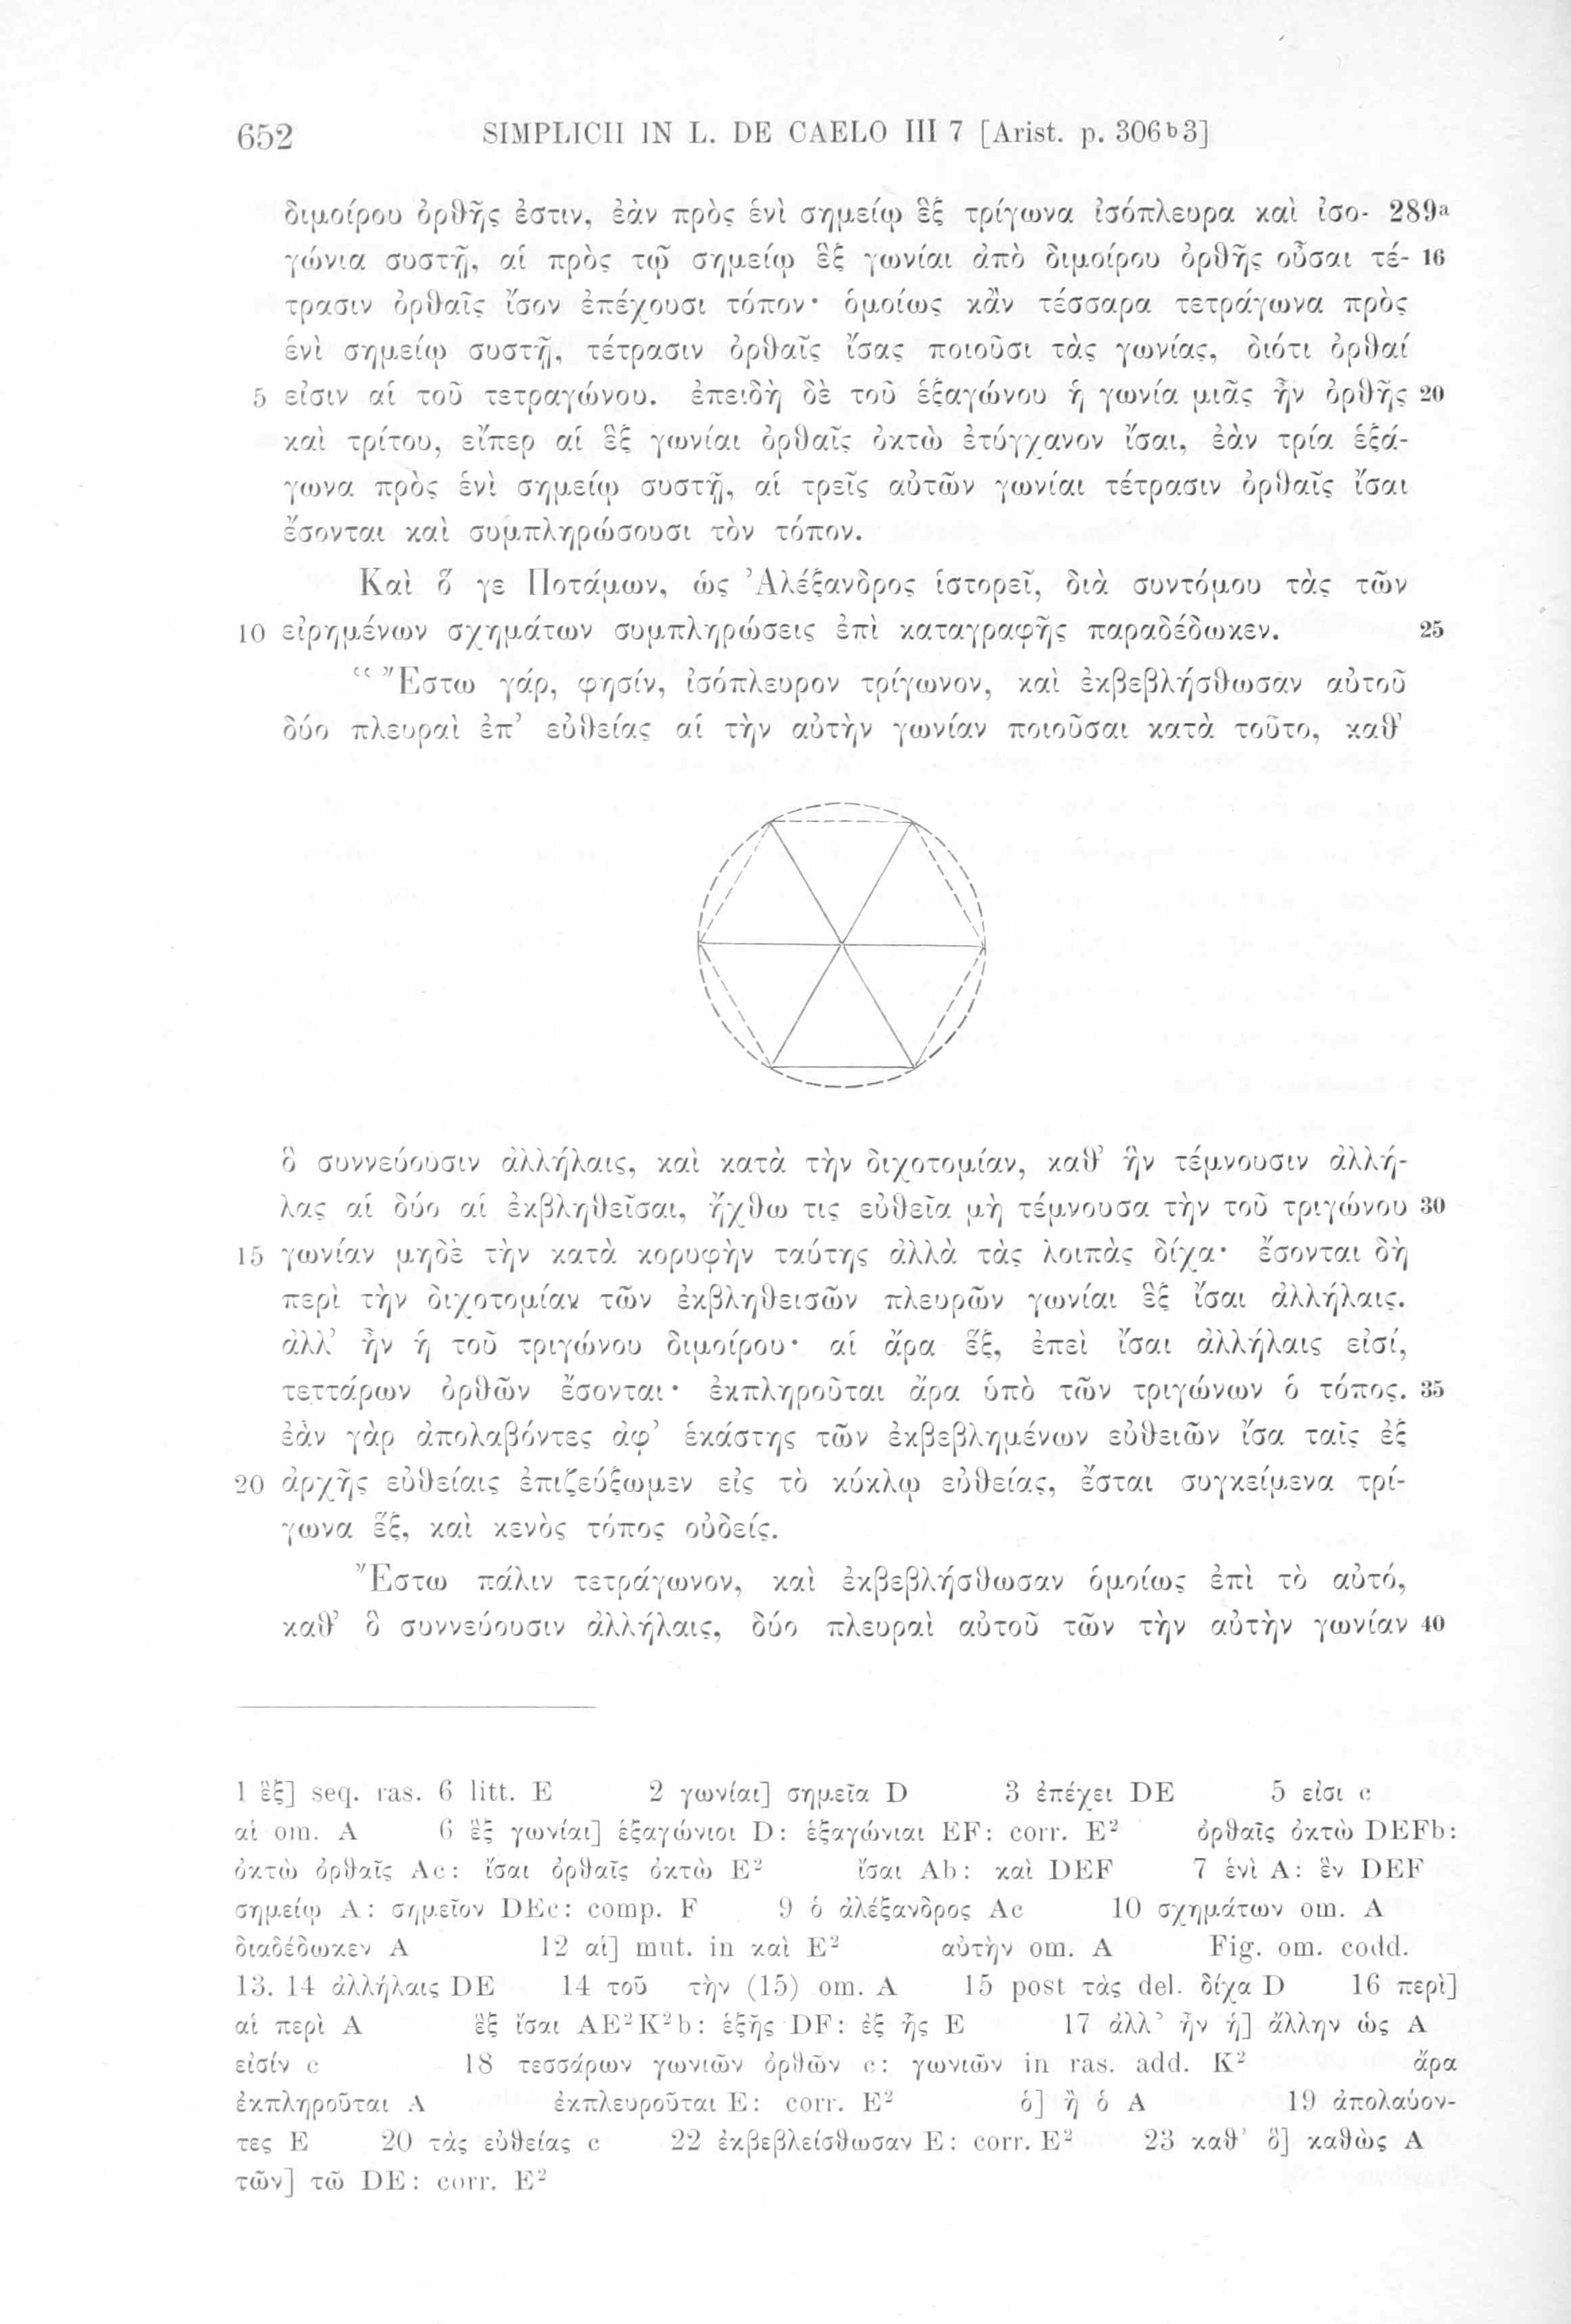 652 SIMPLICII IN L. DE CAELO III 7 [Arist. p. 306b3]
διμοίρου ὀρθῆς ἐστιν, ἐὰν πρὸς ἑνὶ σημείῳ ἓξ τρίγωνα ἰσόπλευρα καὶ ἰσο- 289a
γώνια συστῇ, αἱ πρὸς τῷ σημείῳ ἓξ γωνίαι ἀπὸ διμοίρου ὀρθῆς οὖσαι τέ- 16
τρασιν ὀρθαῖς ἴσον ἐπέχουσι τόπον· ὁμοίως κἂν τέσσαρα τετράγωνα πρὸς
ἑνὶ σημείῳ συστῇ, τέτρασιν ὀρθαῖς ἴσας ποιοῦσι τὰς γωνίας, διότι ὀρθαί
5 εἰσιν αἱ τοῦ τετραγώνου. ἐπειδὴ δὲ τοῦ ἑξαγώνου ἡ γωνία μιᾶς ἦν ὀρθῆς 20
καὶ τρίτου, εἴπερ αἱ ἓξ γωνίαι ὀρθαῖς ὀκτὼ ἐτύγχανον ἴσαι, ἐὰν τρία ἑξά-
γωνα πρὸς ἑνὶ σημείῳ συστῇ, αἱ τρεῖς αὐτῶν γωνίαι τέτρασιν ὀρθαῖς ἴσαι
ἔσονται καὶ συμπληρώσουσι τὸν τόπον.
Καὶ ὅ γε Ποτάμων, ὡς Ἀλέξανδρος ἱστορεῖ, διὰ συντόμου τὰς τῶν
10 εἰρημένων σχημάτων συμπληρώσεις ἐπὶ καταγραφῆς παραδέδωκεν. 25
“Ἔστω γάρ, φησίν, ἰσόπλευρον τρίγωνον, καὶ ἐκβεβλήσθωσαν αὐτοῦ
δύο πλευραὶ ἐπ’ εὐθείας αἱ τὴν αὐτὴν γωνίαν ποιοῦσαι κατὰ τοῦτο, καθ’
ὃ συννεύουσιν ἀλλήλαις, καὶ κατὰ τὴν διχοτομίαν, καθ’ ἣν τέμνουσιν ἀλλή-
λας αἱ δύο αἱ ἐκβληθεῖσαι, ἤχθω τις εὐθεῖα μὴ τέμνουσα τὴν τοῦ τριγώνου 30
15 γωνίαν μηδὲ τὴν κατὰ κορυφὴν ταύτης ἀλλὰ τὰς λοιπὰς δίχα· ἔσονται δὴ
περὶ τὴν διχοτομίαν τῶν ἐκβληθεισῶν πλευρῶν γωνίαι ἓξ ἴσαι ἀλλήλαις.
ἀλλ’ ἦν ἡ τοῦ τριγώνου διμοίρου· αἱ ἄρα ἕξ, ἐπεὶ ἴσαι ἀλλήλαις εἰσί,
τεττάρων ὀρθῶν ἔσονται· ἐκπληροῦται ἄρα ὑπὸ τῶν τριγώνων ὁ τόπος. 35
ἐὰν γὰρ ἀπολαβόντες ἀφ’ ἑκάστης τῶν ἐκβεβλημένων εὐθειῶν ἴσα ταῖς ἐξ
20 ἀρχῆς εὐθείαις ἐπιζεύξωμεν εἰς τὸ κύκλῳ εὐθείας, ἔσται συγκείμενα τρί-
γωνα ἕξ, καὶ κενὸς τόπος οὐδείς.
Ἔστω πάλιν τετράγωνον, καὶ ἐκβεβλήσθωσαν ὁμοίως ἐπὶ τὸ αὐτό,
καθ’ ὃ συννεύουσιν ἀλλήλαις, δύο πλευραὶ αὐτοῦ τῶν τὴν αὐτὴν γωνίαν 40
1 ἓξ] seq. ras. 6 litt. E 2 γωνίαι] σημεῖα D 3 ἐπέχει DE 5 εἰσι c
αἱ om. A 6 ἓξ γωνίαι] ἑξαγώνιοι D: ἑξαγώνιαι EF: corr. E² ὀρθαῖς ὀκτὼ DEFb:
ὀκτὼ ὀρθαῖς Ac: ἴσαι ὀρθαῖς ὀκτὼ E² ἴσαι Ab: καὶ DEF 7 ἑνὶ A: ἓν DEF
σημείῳ A: σημεῖον DEc: comp. F 9 ὁ ἀλέξανδρος Ac 10 σχημάτων om. A
διαδέδωκεν A 12 αἱ] mut. in καὶ E² αὐτὴν om. A Fig. om. codd.
13. 14 ἀλλήλαις DE 14 τοῦ τὴν (15) om. A 15 post τὰς del. δίχα D 16 περὶ]
αἱ περὶ A ἓξ ἴσαι AE²K²b: ἑξῆς DF: ἐξ ἧς E 17 ἀλλ’ ἦν ἡ] ἄλλην ὡς A
εἰσίν c 18 τεσσάρων γωνιῶν ὀρθῶν c: γωνιῶν in ras. add. K² ἄρα
ἐκπληροῦται A ἐκπλευροῦται E: corr. E² ὁ] ἢ ὁ A 19 ἀπολαύον-
τες E 20 τὰς εὐθείας c 22 ἐκβεβλείσθωσαν E: corr. E² 23 καθ’ ὃ] καθὼς A
τῶν] τῶ DE: corr. E²